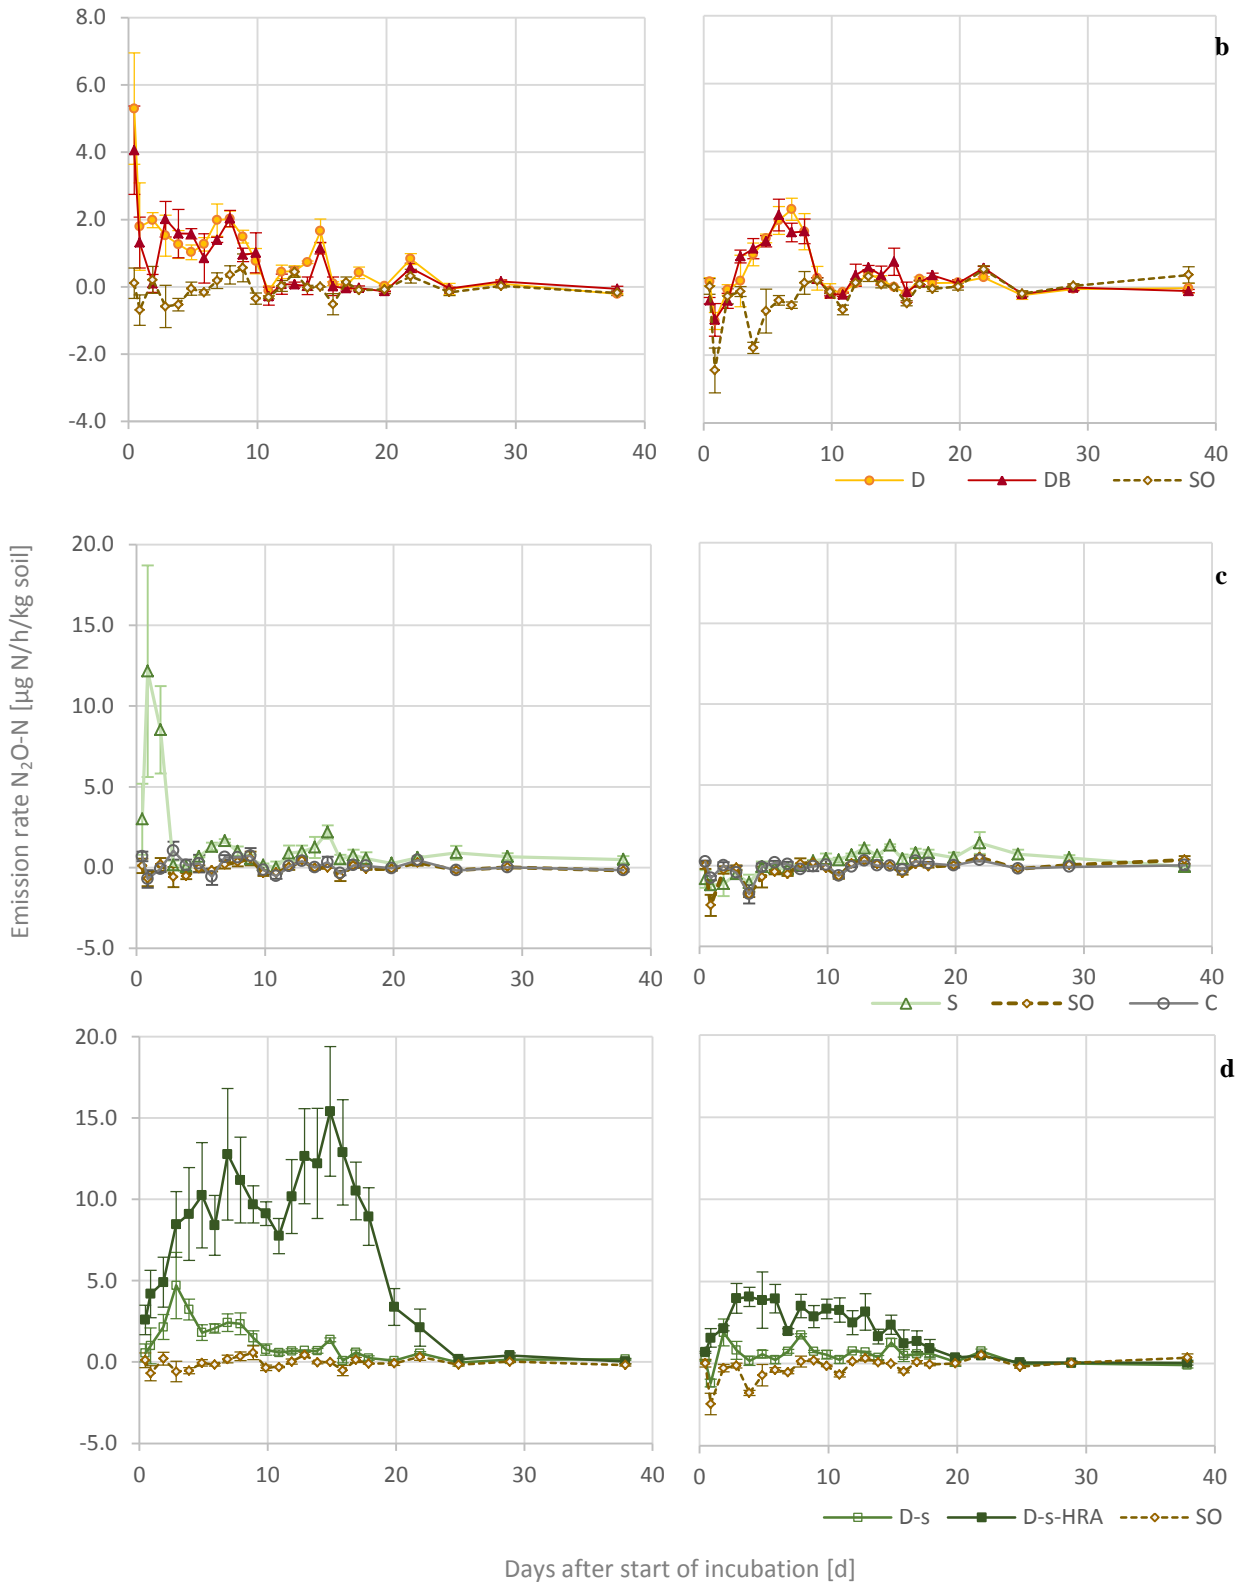 8.0
6.0
4.0
2.0
0.0
-2.0
-4.0
0 10 20 30 40
b
0 10 20 30 40
D DB SO
Emission rate N₂O-N [µg N/h/kg soil]
20.0
15.0
10.0
5.0
0.0
-5.0
0 10 20 30 40
c
0 10 20 30 40
S SO C
20.0
15.0
10.0
5.0
0.0
-5.0
0 10 20 30 40
d
0 10 20 30 40
D-s D-s-HRA SO
Days after start of incubation [d]